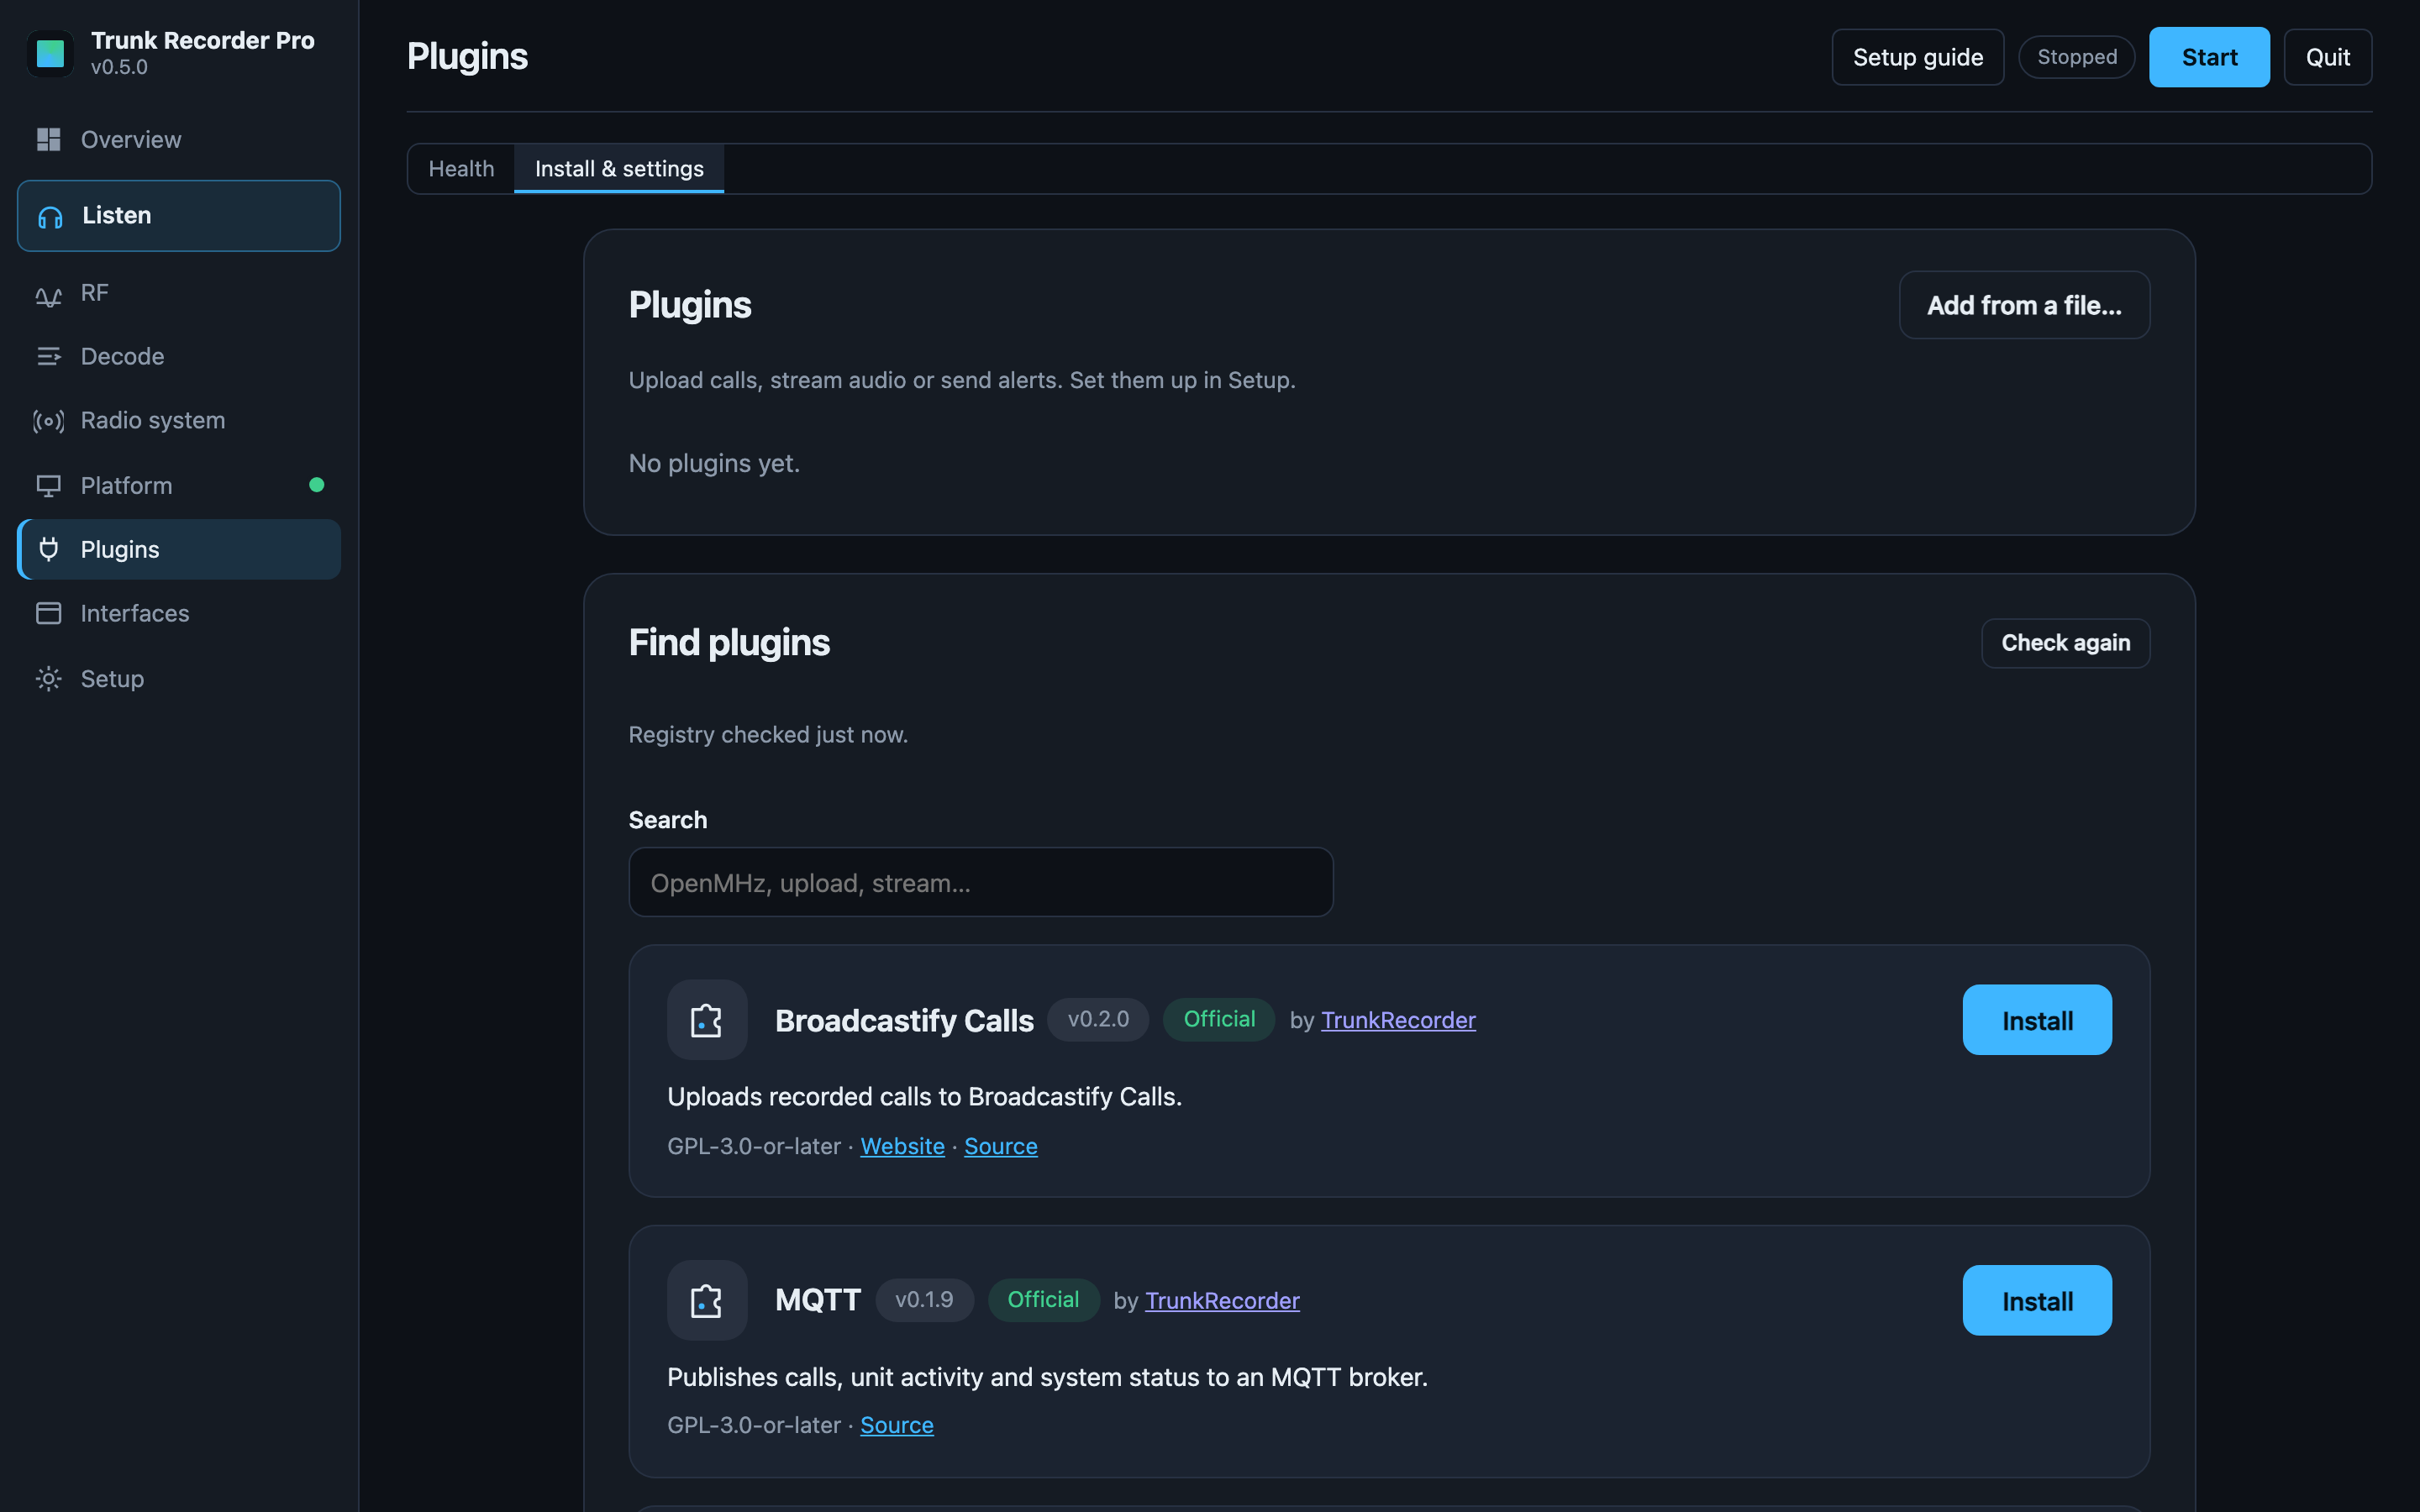 Trunk Recorder Pro
v0.5.0
Overview
Listen
RF
Decode
Radio system
Platform
Plugins
Interfaces
Setup
Plugins
Setup guide
Stopped
Start
Quit
Health
Install & settings
Plugins
Add from a file...
Upload calls, stream audio or send alerts. Set them up in Setup.
No plugins yet.
Find plugins
Check again
Registry checked just now.
Search
OpenMHz, upload, stream...
Broadcastify Calls v0.2.0 Official by TrunkRecorder
Install
Uploads recorded calls to Broadcastify Calls.
GPL-3.0-or-later · Website · Source
MQTT v0.1.9 Official by TrunkRecorder
Install
Publishes calls, unit activity and system status to an MQTT broker.
GPL-3.0-or-later · Source